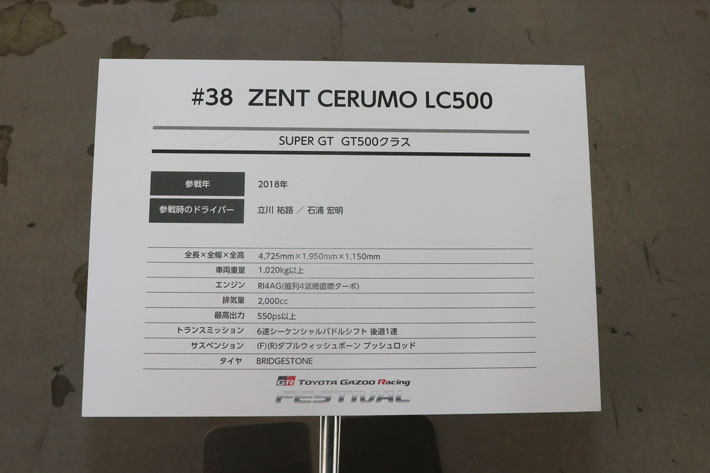 #38 ZENT CERUMO LC500
SUPER GT GT500クラス
参戦年 2018年
参戦時のドライバー 立川 祐路 ／ 石浦 宏明
全長×全幅×全高 4,725mm×1,950mm×1,150mm
車両重量 1,020kg以上
エンジン RI4AG(直列4気筒直噴ターボ)
排気量 2,000cc
最高出力 550ps以上
トランスミッション 6速シーケンシャルパドルシフト 後退1速
サスペンション (F)(R)ダブルウィッシュボーン プッシュロッド
タイヤ BRIDGESTONE
GR TOYOTA GAZOO Racing
FESTIVAL